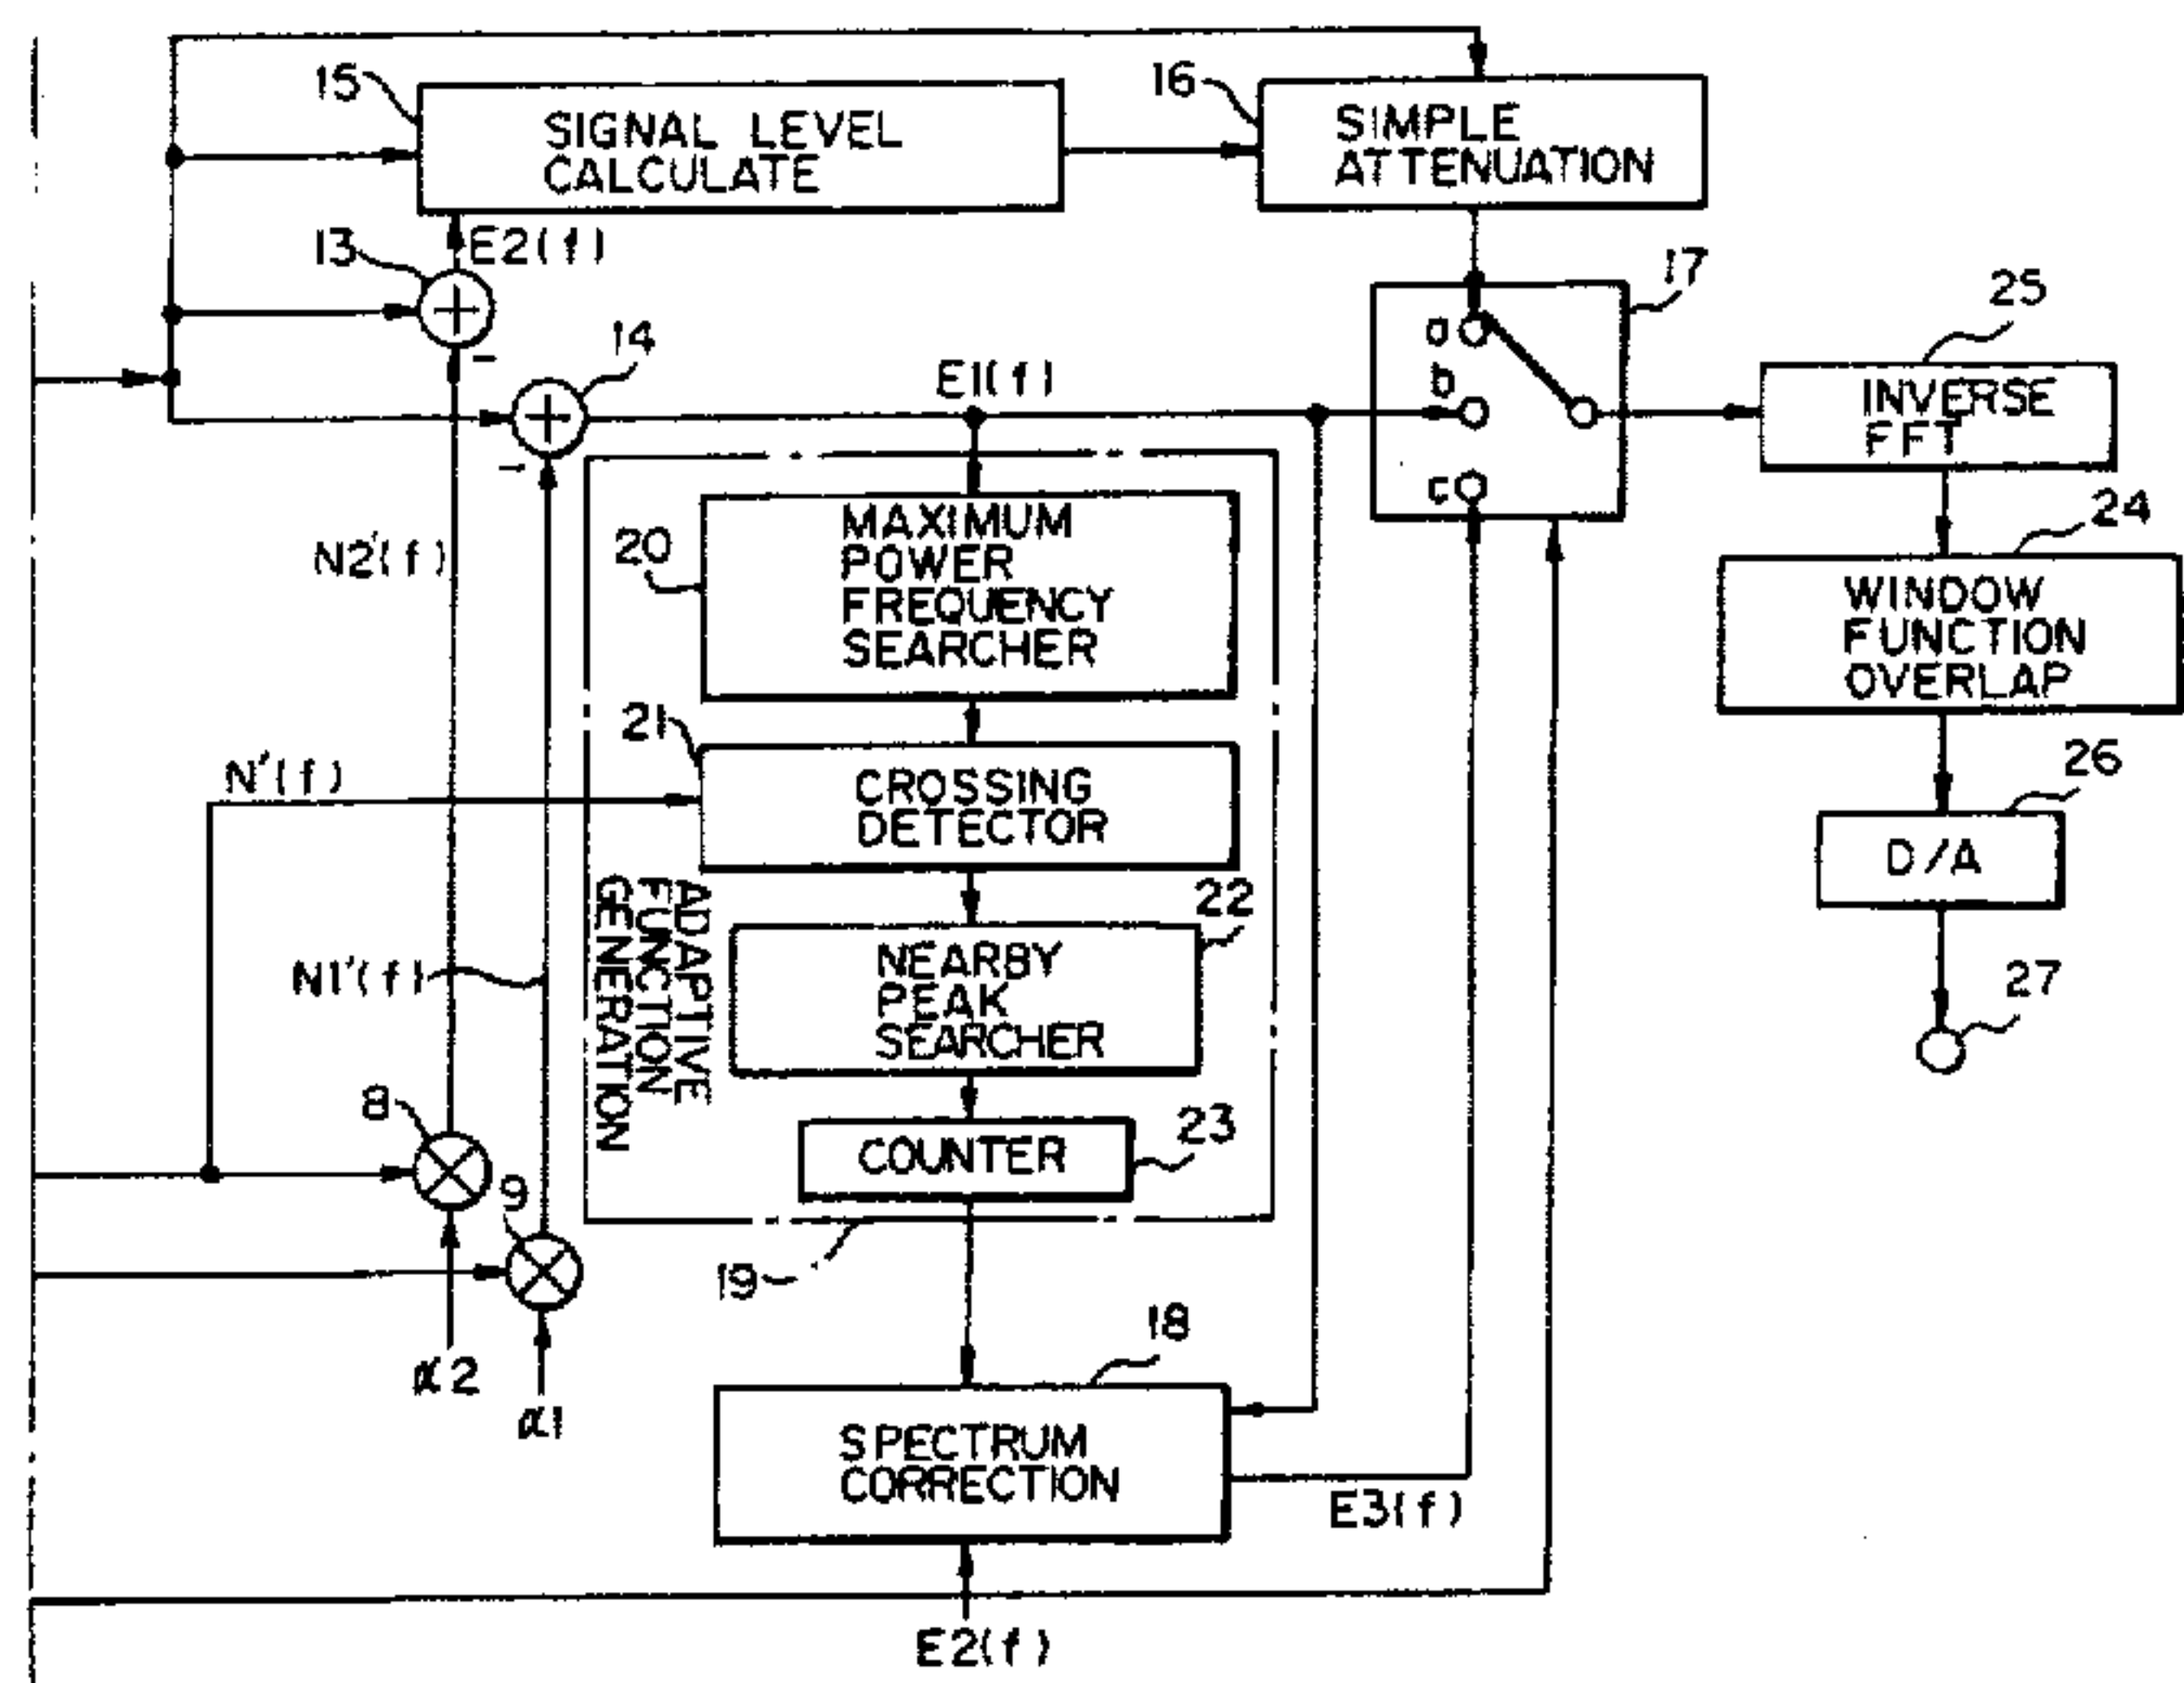 15
SIGNAL LEVEL
CALCULATE
16
SIMPLE
ATTENUATION
13
E2(f)
-
14
-
E1(f)
17
a
b
c
25
INVERSE
FFT
24
WINDOW
FUNCTION
OVERLAP
26
D/A
27
N2'(f)
20
MAXIMUM
POWER
FREQUENCY
SEARCHER
21
N'(f)
CROSSING
DETECTOR
22
NEARBY
PEAK
SEARCHER
N1'(f)
ADAPTIVE
FUNCTION
GENERATION
23
COUNTER
8
9
19
α2
α1
18
SPECTRUM
CORRECTION
E3(f)
E2(f)